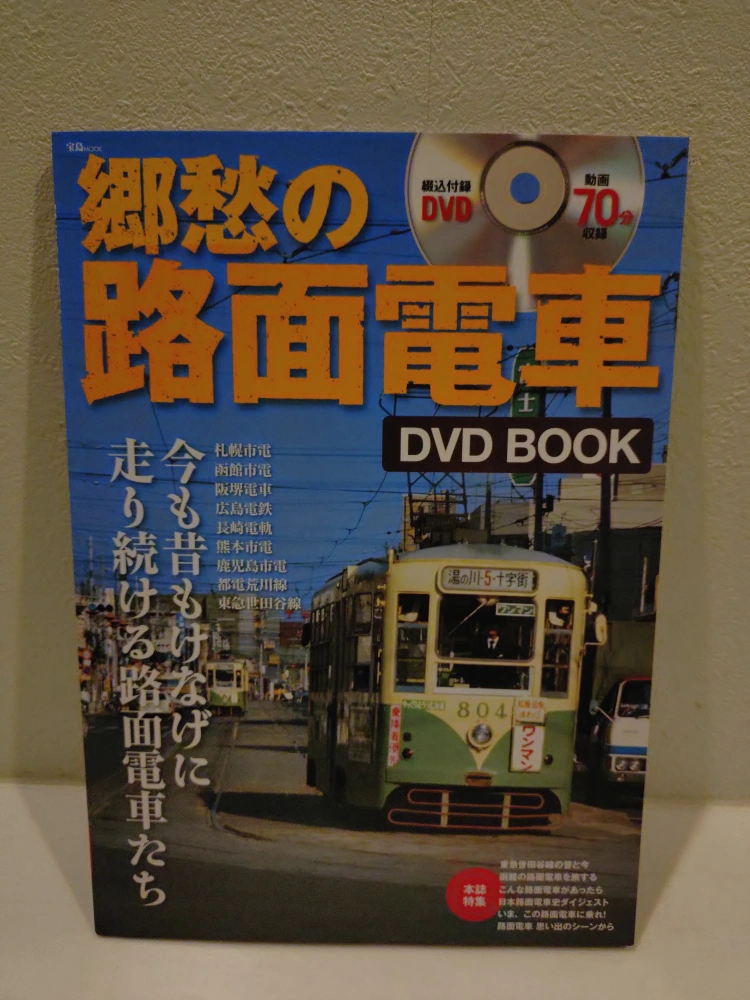 宝島MOOK
郷愁の
路面電車
DVD BOOK
綴込付録
DVD
動画
70分
収録
士
今も昔もけなげに
走り続ける路面電車たち
札幌市電
函館市電
阪堺電車
広島電鉄
長崎電軌
熊本市電
鹿児島市電
都電荒川線
東急世田谷線
湯の川・5・十字街
ワンマン
804
ワンマン
本誌
特集
東急世田谷線の昔と今
函館の路面電車を旅する
こんな路面電車があったら
日本路面電車史ダイジェスト
いま、この路面電車に乗れ!
路面電車 思い出のシーンから